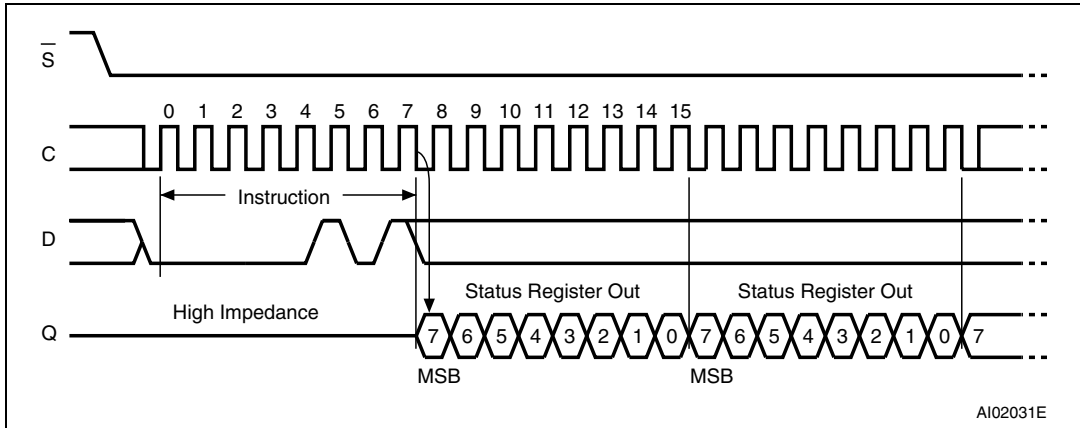 S
0 1 2 3 4 5 6 7 8 9 10 11 12 13 14 15
C
Instruction
D
High Impedance
Status Register Out Status Register Out
Q
7 6 5 4 3 2 1 0 7 6 5 4 3 2 1 0 7
MSB MSB
AI02031E